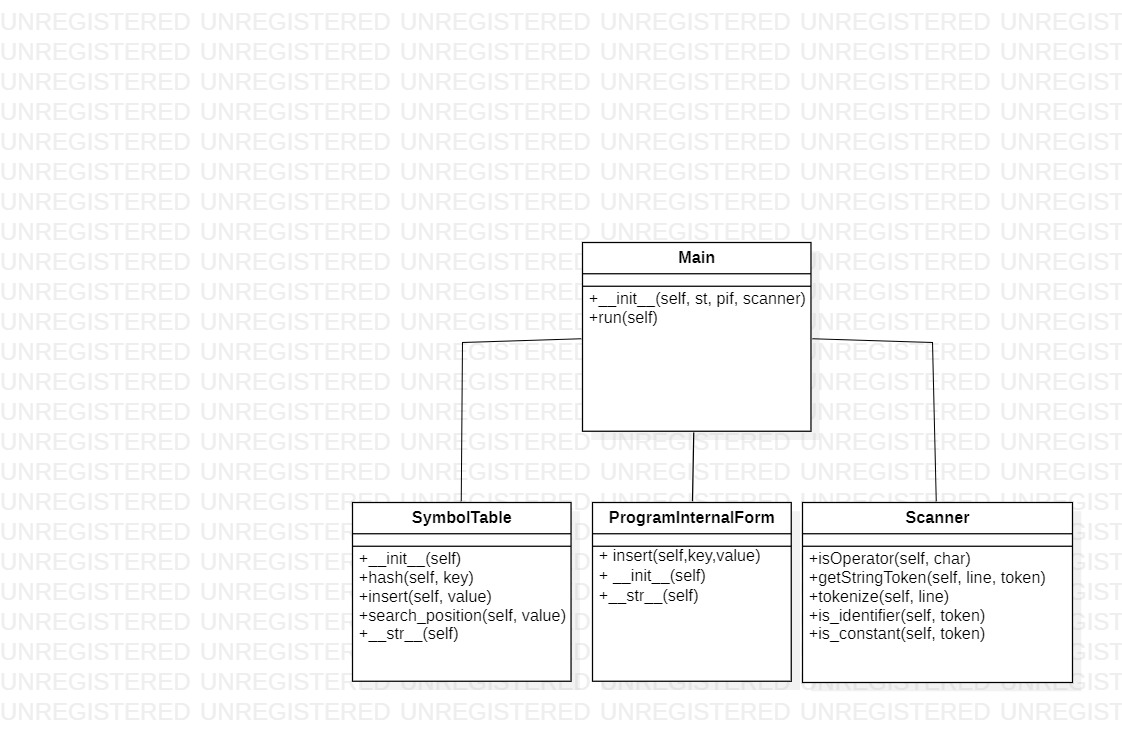 UNREGISTERED UNREGISTERED UNREGISTERED UNREGISTERED UNREGISTERED UNREGIST
Main
+__init__(self, st, pif, scanner)
+run(self)
SymbolTable
+__init__(self)
+hash(self, key)
+insert(self, value)
+search_position(self, value)
+__str__(self)
ProgramInternalForm
+ insert(self,key,value)
+ __init__(self)
+__str__(self)
Scanner
+isOperator(self, char)
+getStringToken(self, line, token)
+tokenize(self, line)
+is_identifier(self, token)
+is_constant(self, token)